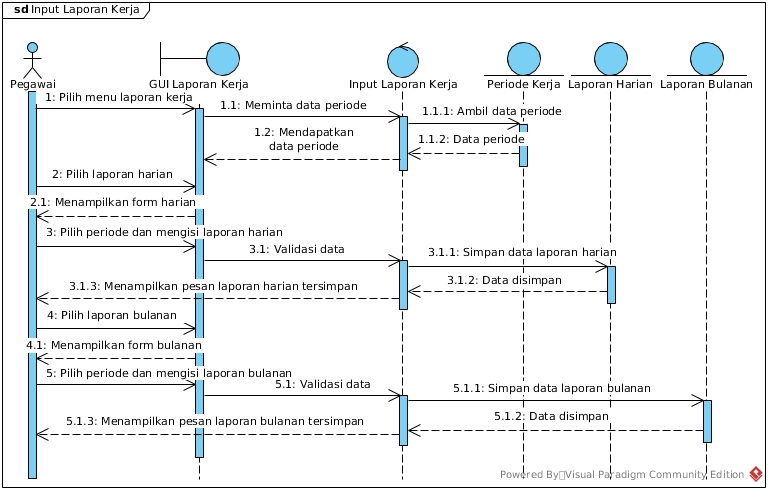 sd Input Laporan Kerja
Pegawai
GUI Laporan Kerja
Input Laporan Kerja
Periode Kerja
Laporan Harian
Laporan Bulanan
1: Pilih menu laporan kerja
1.1: Meminta data periode
1.1.1: Ambil data periode
1.2: Mendapatkan
data periode
1.1.2: Data periode
2: Pilih laporan harian
2.1: Menampilkan form harian
3: Pilih periode dan mengisi laporan harian
3.1: Validasi data
3.1.1: Simpan data laporan harian
3.1.2: Data disimpan
3.1.3: Menampilkan pesan laporan harian tersimpan
4: Pilih laporan bulanan
4.1: Menampilkan form bulanan
5: Pilih periode dan mengisi laporan bulanan
5.1: Validasi data
5.1.1: Simpan data laporan bulanan
5.1.2: Data disimpan
5.1.3: Menampilkan pesan laporan bulanan tersimpan
Powered By Visual Paradigm Community Edition